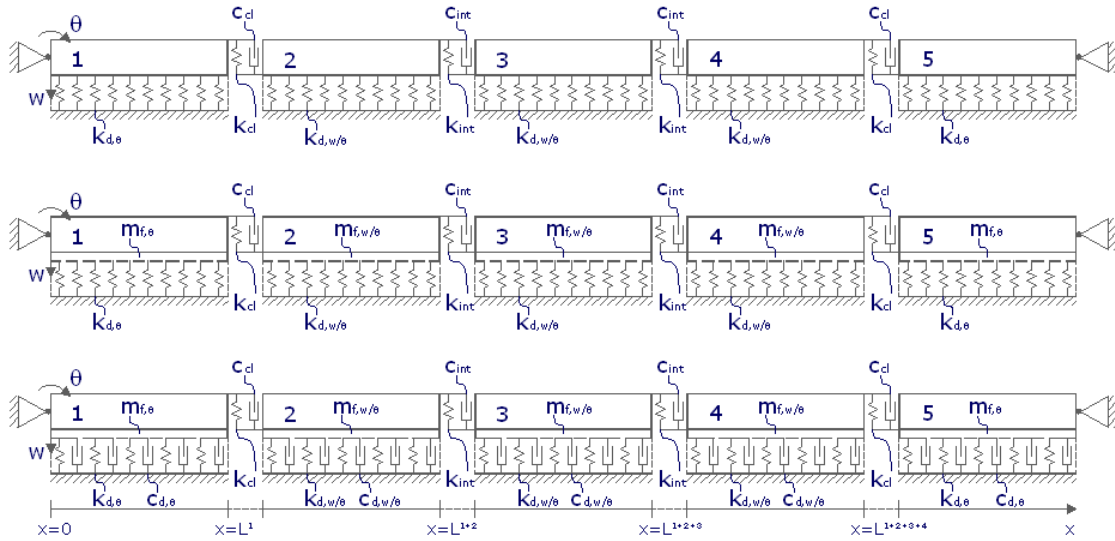 θ c_cl c_int c_int c_cl
1 2 3 4 5
w
k_cl k_int k_int k_cl
k_d,θ k_d,w/θ k_d,w/θ k_d,w/θ k_d,θ
θ c_cl c_int c_int c_cl
1 m_f,θ 2 m_f,w/θ 3 m_f,w/θ 4 m_f,w/θ 5 m_f,θ
w
k_cl k_int k_int k_cl
k_d,θ k_d,w/θ k_d,w/θ k_d,w/θ k_d,θ
θ c_cl c_int c_int c_cl
1 m_f,θ 2 m_f,w/θ 3 m_f,w/θ 4 m_f,w/θ 5 m_f,θ
w
k_cl k_int k_int k_cl
k_d,θ c_d,θ k_d,w/θ c_d,w/θ k_d,w/θ c_d,w/θ k_d,w/θ c_d,w/θ k_d,θ c_d,θ
x=0 x=L¹ x=L¹⁺² x=L¹⁺²⁺³ x=L¹⁺²⁺³⁺⁴ x